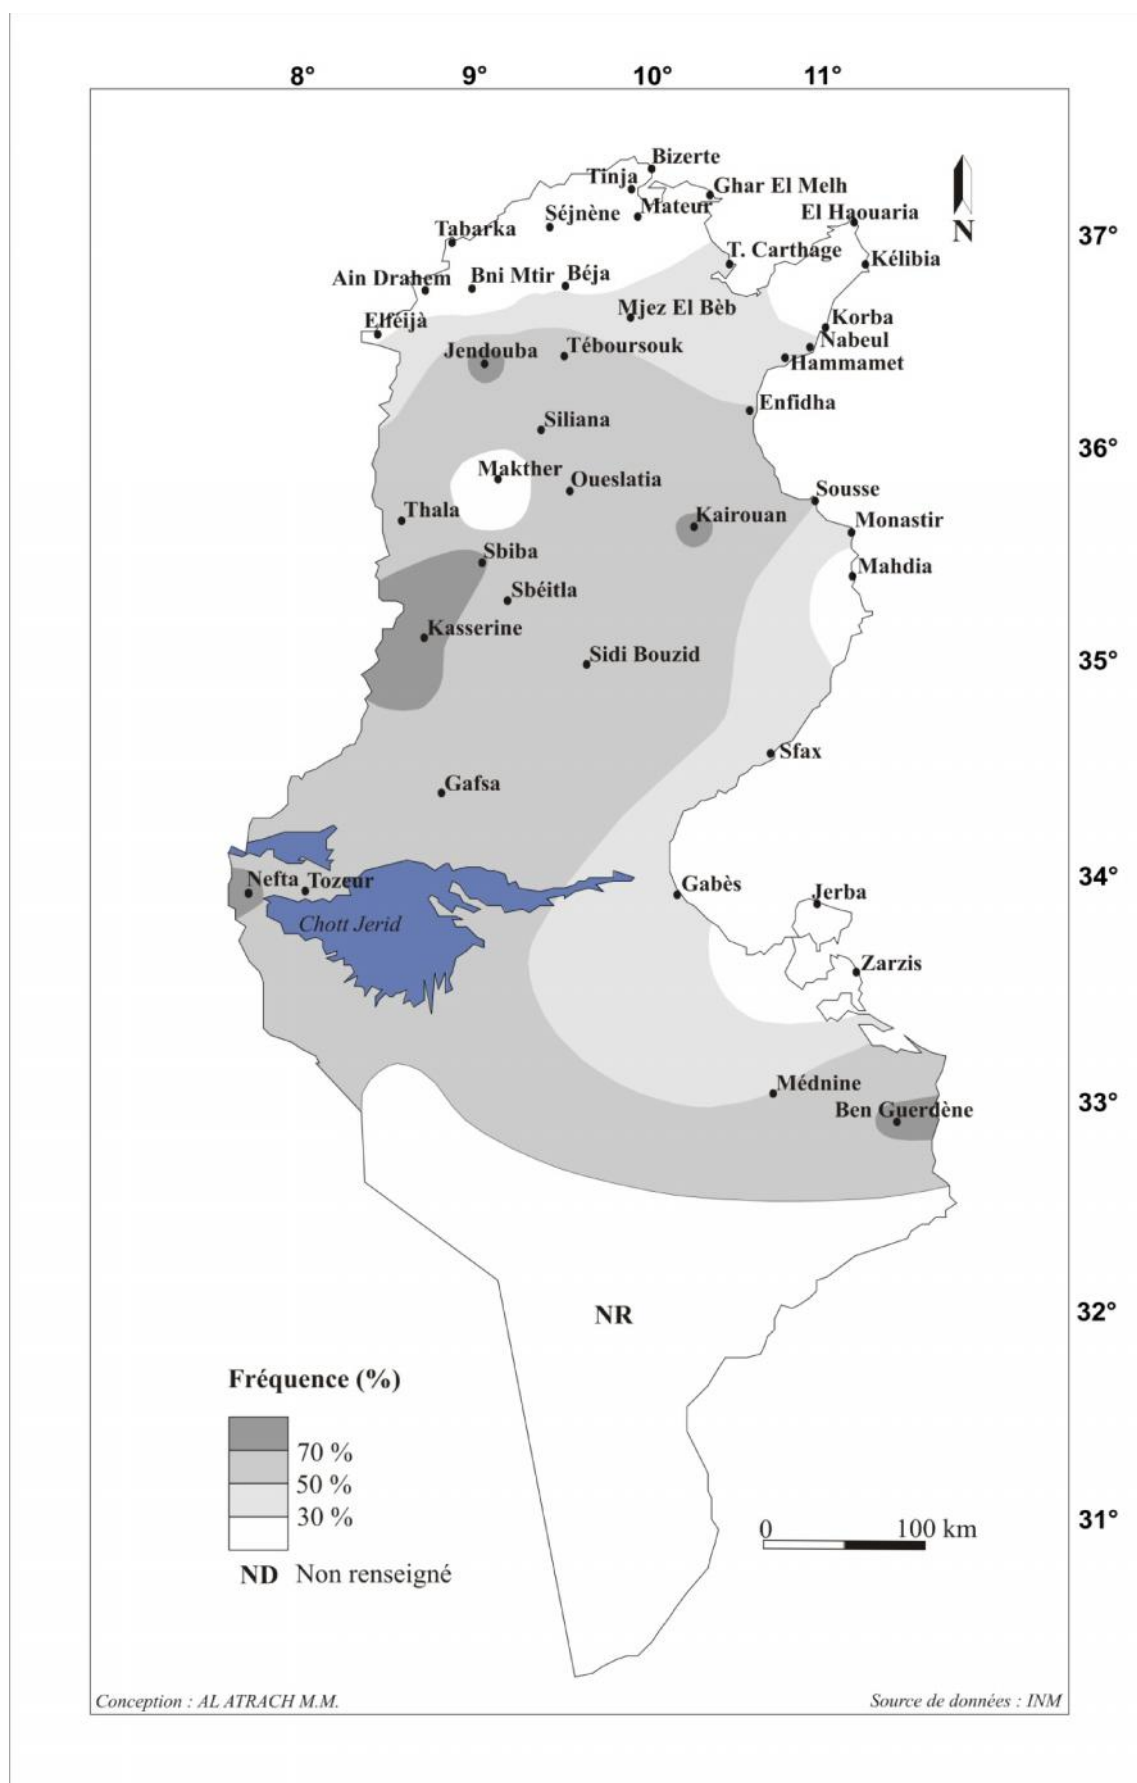 8° 9° 10° 11°
Bizerte
Tinja
Ghar El Melh
Mateur
El Haouaria
Séjnène
Tabarka
N
37°
T. Carthage
Kélibia
Ain Drahem
Bni Mtir
Béja
Mjez El Bèb
Elféijà
Korba
Nabeul
Jendouba
Téboursouk
Hammamet
Enfidha
Siliana
36°
Makther
Oueslatia
Sousse
Thala
Kairouan
Monastir
Sbiba
Mahdia
Sbéitla
Kasserine
Sidi Bouzid
35°
Sfax
Gafsa
34°
Nefta
Tozeur
Gabès
Jerba
Chott Jerid
Zarzis
Médnine
33°
Ben Guerdène
32°
NR
Fréquence (%)
70 %
50 %
30 %
31°
0 100 km
ND Non renseigné
Conception : AL ATRACH M.M.
Source de données : INM